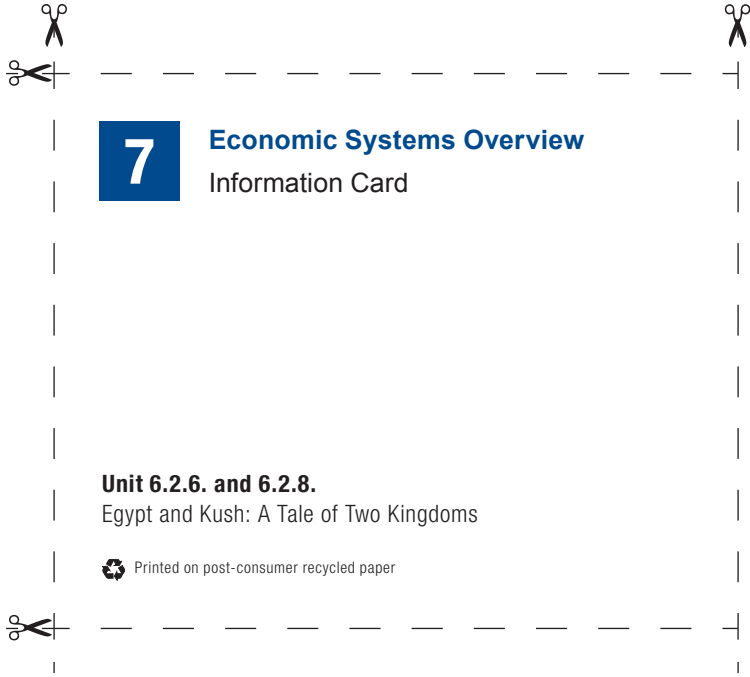 7
Economic Systems Overview
Information Card
Unit 6.2.6. and 6.2.8.
Egypt and Kush: A Tale of Two Kingdoms
Printed on post-consumer recycled paper